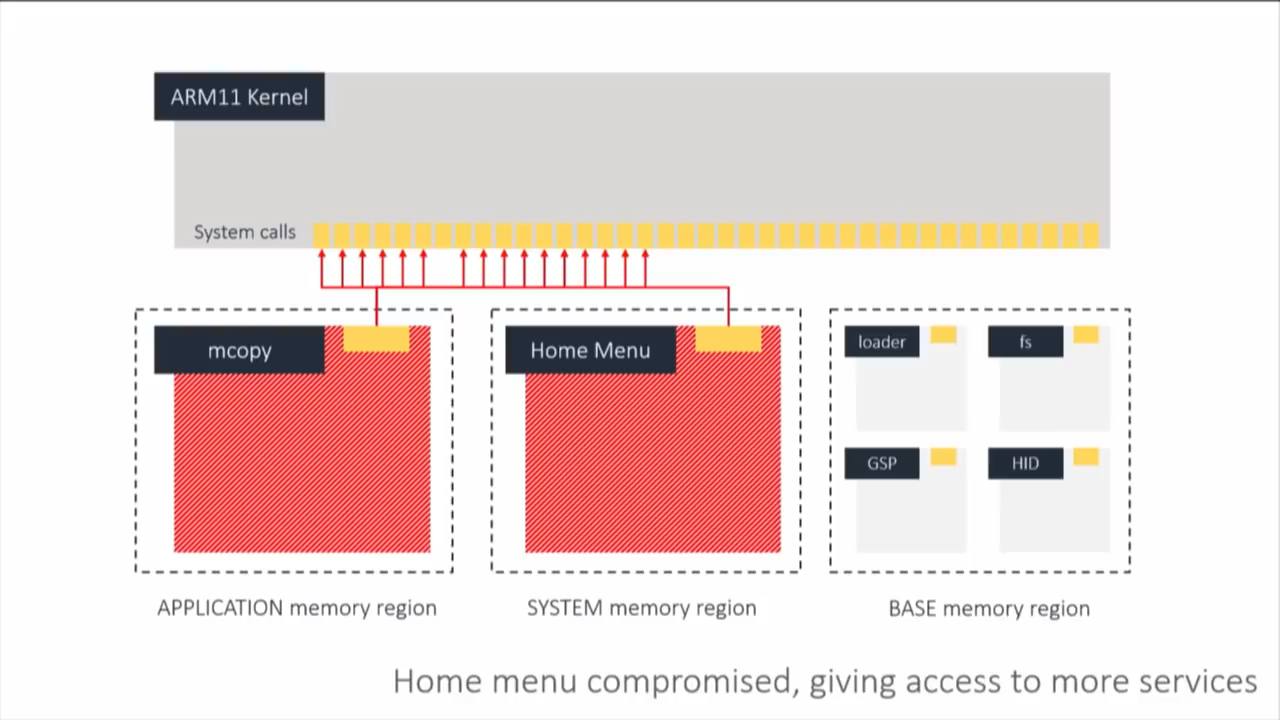 ARM11 Kernel
System calls
mcopy
Home Menu
loader
fs
GSP
HID
APPLICATION memory region
SYSTEM memory region
BASE memory region
Home menu compromised, giving access to more services